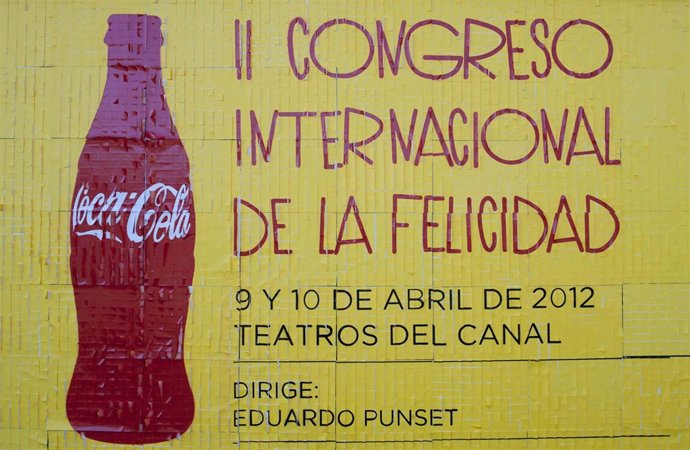 II CONGRESO
INTERNACIONAL
DE LA FELICIDAD
Coca-Cola
9 Y 10 DE ABRIL DE 2012
TEATROS DEL CANAL
DIRIGE:
EDUARDO PUNSET